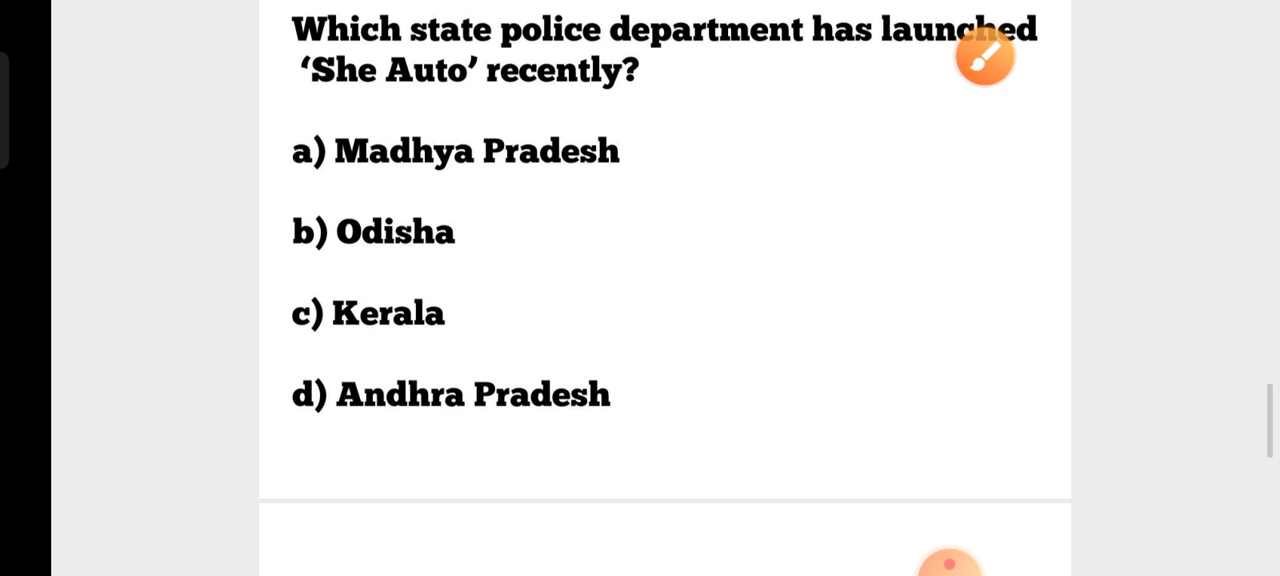 Which state police department has launched
‘She Auto’ recently?
a) Madhya Pradesh
b) Odisha
c) Kerala
d) Andhra Pradesh